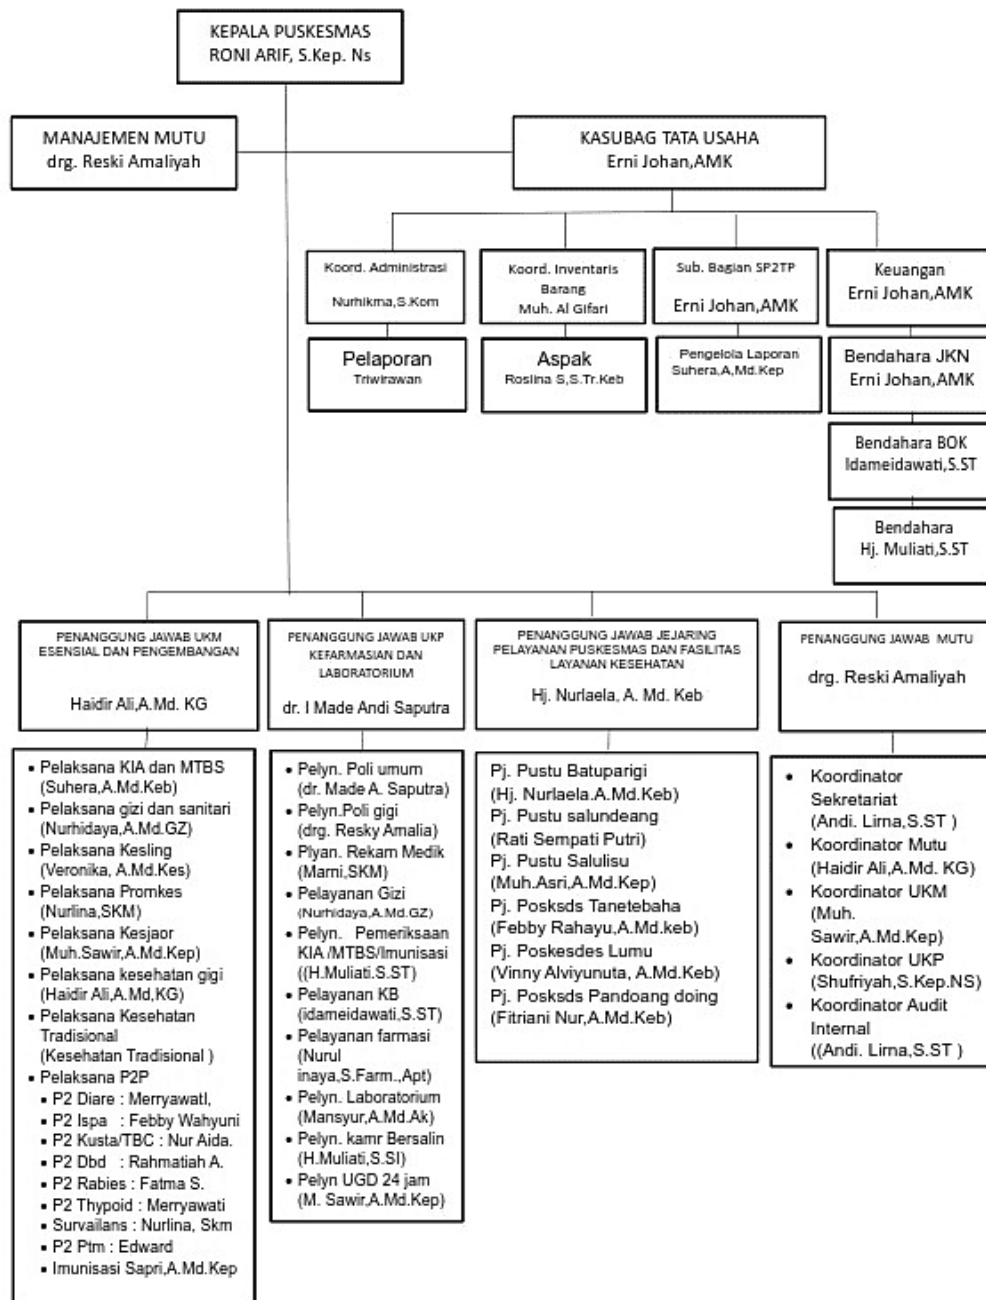 KEPALA PUSKESMAS
RONI ARIF, S.Kep. Ns
MANAJEMEN MUTU
drg. Reski Amaliyah
KASUBAG TATA USAHA
Erni Johan,AMK
Koord. Administrasi
Nurhikma,S.Kom
Koord. Inventaris
Barang
Muh. Al Gifari
Sub. Bagian SP2TP
Erni Johan,AMK
Keuangan
Erni Johan,AMK
Pelaporan
Triwirawan
Aspak
Roslina S,S.Tr.Keb
Pengelola Laporan
Suhera,A,Md.Kep
Bendahara JKN
Erni Johan,AMK
Bendahara BOK
Idameidawati,S.ST
Bendahara
Hj. Muliati,S.ST
PENANGGUNG JAWAB UKM
ESENSIAL DAN PENGEMBANGAN
Haidir Ali,A.Md. KG
PENANGGUNG JAWAB UKP
KEFARMASIAN DAN
LABORATORIUM
dr. I Made Andi Saputra
PENANGGUNG JAWAB JEJARING
PELAYANAN PUSKESMAS DAN FASILITAS
LAYANAN KESEHATAN
Hj. Nurlaela, A. Md. Keb
PENANGGUNG JAWAB MUTU
drg. Reski Amaliyah
• Pelaksana KIA dan MTBS
(Suhera,A.Md.Keb)
• Pelaksana gizi dan sanitari
(Nurhidaya,A.Md.GZ)
• Pelaksana Kesling
(Veronika, A.Md.Kes)
• Pelaksana Promkes
(Nurlina,SKM)
• Pelaksana Kesjaor
(Muh.Sawir,A.Md.Kep)
• Pelaksana kesehatan gigi
(Haidir Ali,A.Md,KG)
• Pelaksana Kesehatan
Tradisional
(Kesehatan Tradisional )
• Pelaksana P2P
• P2 Diare : Merryawatl,
• P2 Ispa : Febby Wahyuni
• P2 Kusta/TBC : Nur Aida.
• P2 Dbd : Rahmatiah A.
• P2 Rabies : Fatma S.
• P2 Thypoid : Merryawati
• Survailans : Nurlina, Skm
• P2 Ptm : Edward
• Imunisasi Sapri,A.Md.Kep
• Pelyn. Poli umum
(dr. Made A. Saputra)
• Pelyn.Poli gigi
(drg. Resky Amalia)
• Plyan. Rekam Medik
(Marni,SKM)
• Pelayanan Gizi
(Nurhidaya,A.Md.GZ)
• Pelyn. Pemeriksaan
KIA /MTBS/Imunisasi
((H.Muliati.S.ST)
• Pelayanan KB
(idameidawati,S.ST)
• Pelayanan farmasi
(Nurul
inaya,S.Farm.,Apt)
• Pelyn. Laboratorium
(Mansyur,A.Md.Ak)
• Pelyn. kamr Bersalin
(H.Muliati,S.SI)
• Pelyn UGD 24 jam
(M. Sawir,A.Md.Kep)
Pj. Pustu Batuparigi
(Hj. Nurlaela.A.Md.Keb)
Pj. Pustu salundeang
(Rati Sempati Putri)
Pj. Pustu Salulisu
(Muh.Asri,A.Md.Kep)
Pj. Posksds Tanetebaha
(Febby Rahayu,A.Md.keb)
Pj. Poskesdes Lumu
(Vinny Alviyunuta, A.Md.Keb)
Pj. Posksds Pandoang doing
(Fitriani Nur,A.Md.Keb)
• Koordinator
Sekretariat
(Andi. Lirna,S.ST )
• Koordinator Mutu
(Haidir Ali,A.Md. KG)
• Koordinator UKM
(Muh.
Sawir,A.Md.Kep)
• Koordinator UKP
(Shufriyah,S.Kep.NS)
• Koordinator Audit
Internal
((Andi. Lirna,S.ST )